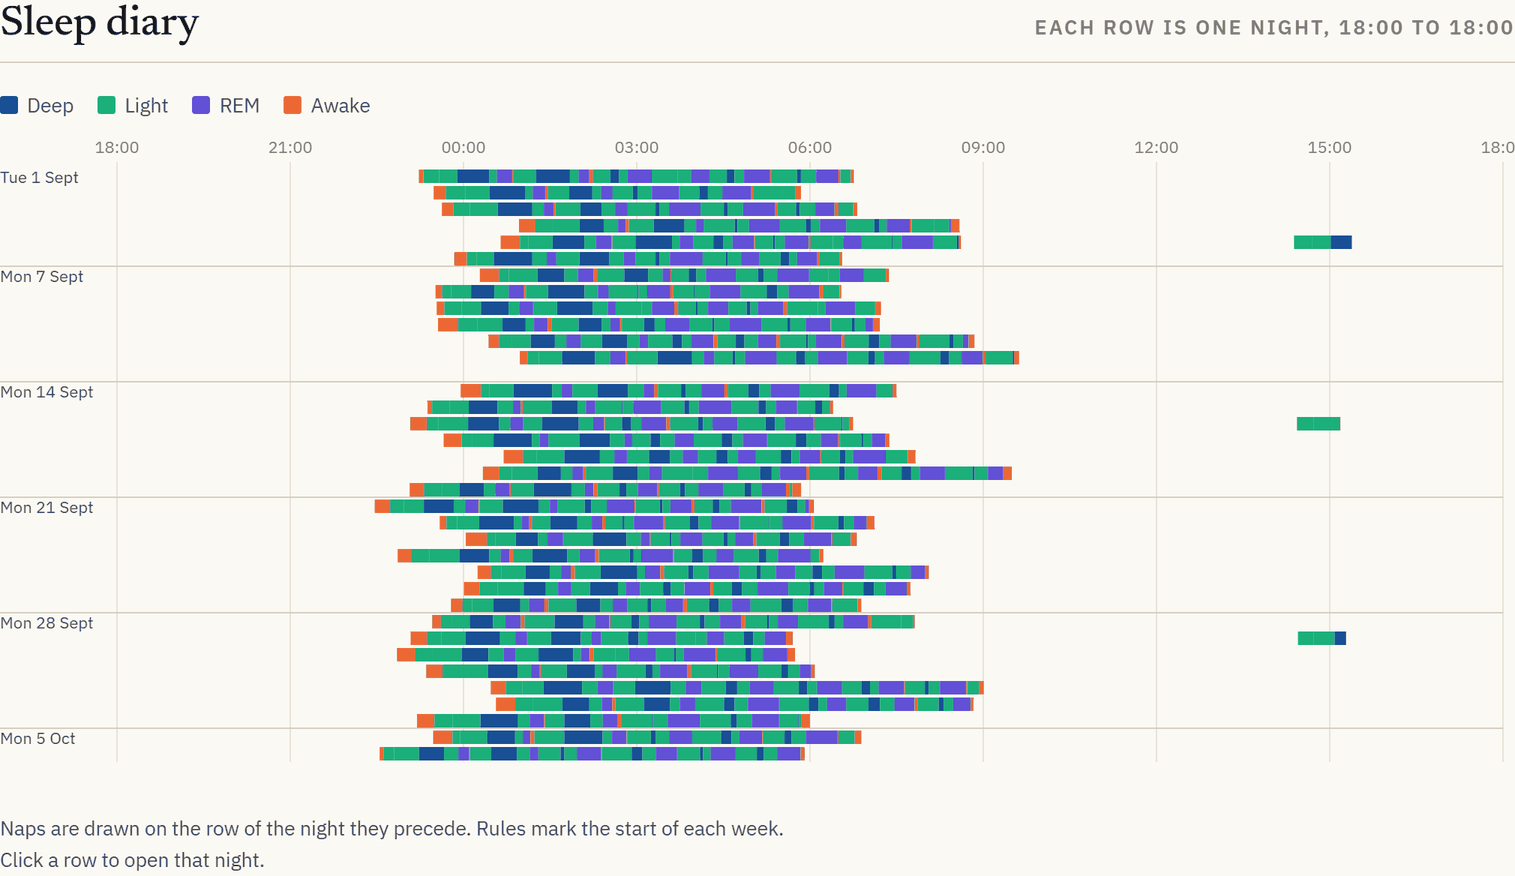 Sleep diary
EACH ROW IS ONE NIGHT, 18:00 TO 18:00
Deep Light REM Awake
18:00 21:00 00:00 03:00 06:00 09:00 12:00 15:00 18:0
Tue 1 Sept
Mon 7 Sept
Mon 14 Sept
Mon 21 Sept
Mon 28 Sept
Mon 5 Oct
Naps are drawn on the row of the night they precede. Rules mark the start of each week.
Click a row to open that night.